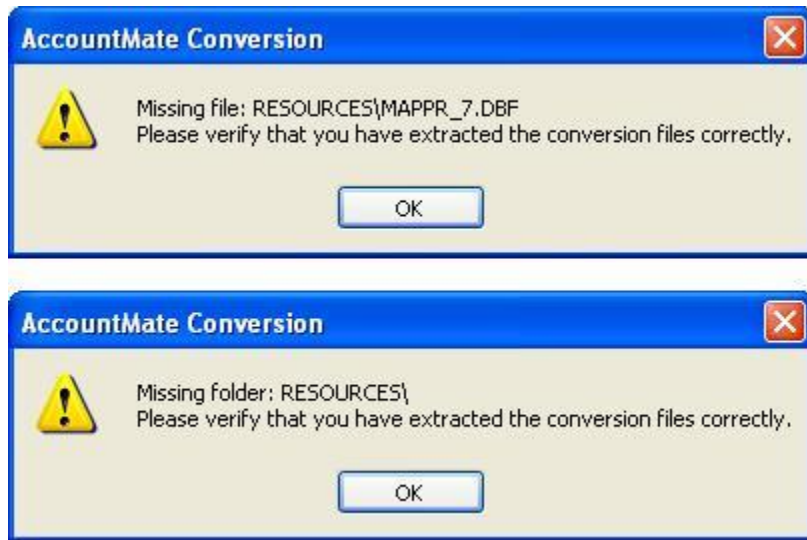 AccountMate Conversion
Missing file: RESOURCES\MAPPR_7.DBF
Please verify that you have extracted the conversion files correctly.
OK
AccountMate Conversion
Missing folder: RESOURCES\
Please verify that you have extracted the conversion files correctly.
OK